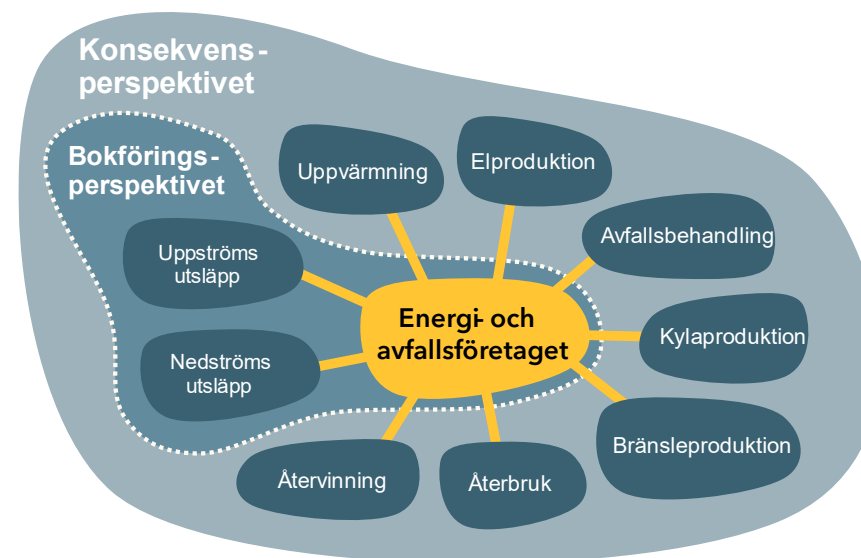 Konsekvens-
perspektivet
Bokförings-
perspektivet
Uppvärmning
Elproduktion
Uppströms
utsläpp
Avfallsbehandling
Energi- och
avfallsföretaget
Kylaproduktion
Nedströms
utsläpp
Bränsleproduktion
Återvinning
Återbruk